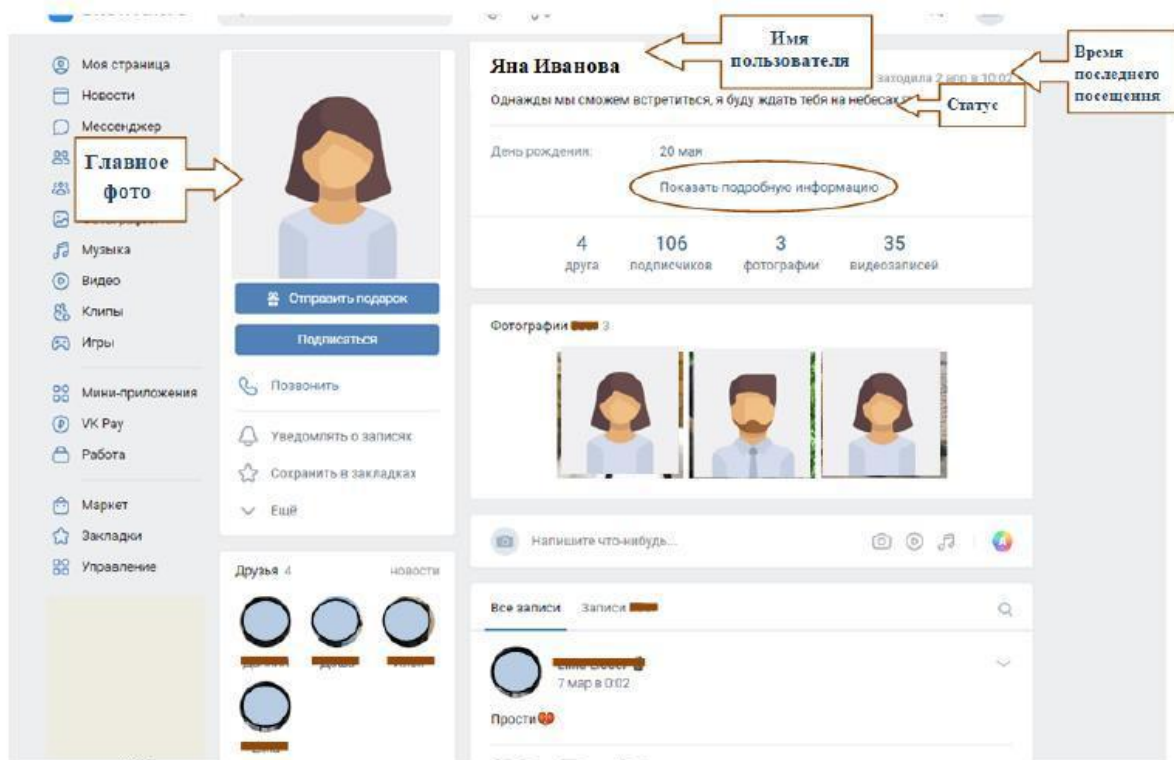 Моя страница
Новости
Мессенджер
Музыка
Видео
Клипы
Игры
Мини-приложения
VK Pay
Работа
Маркет
Закладки
Управление
Главное
фото
Отправить подарок
Подписаться
Позвонить
Уведомлять о записях
Сохранить в закладках
Ещё
Друзья 4 новости
Имя
пользователя
Время
последнего
посещения
Яна Иванова
заходила 2 апр в 10:02
Однажды мы сможем встретиться, я буду ждать тебя на небесах
Статус
День рождения: 20 мая
Показать подробную информацию
4 106 3 35
друга подписчиков фотографии видеозаписей
Фотографии 3
Напишите что-нибудь...
Все записи Записи
7 мар в 0:02
Прости